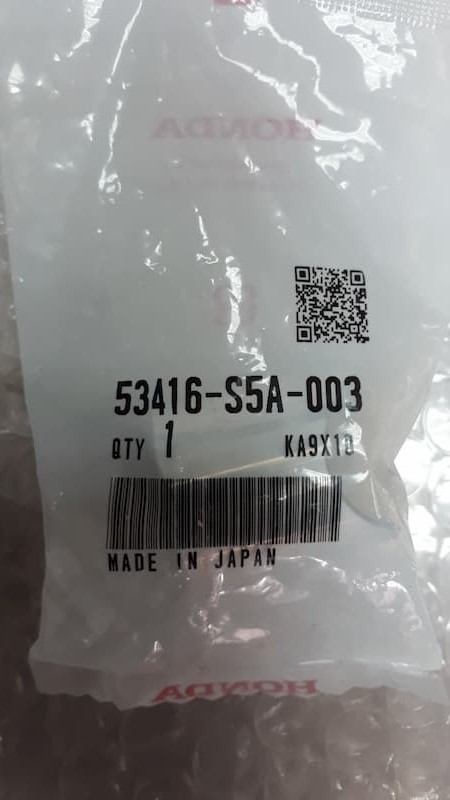 HONDA
53416-S5A-003
QTY 1 KA9X10
MADE IN JAPAN
HONDA